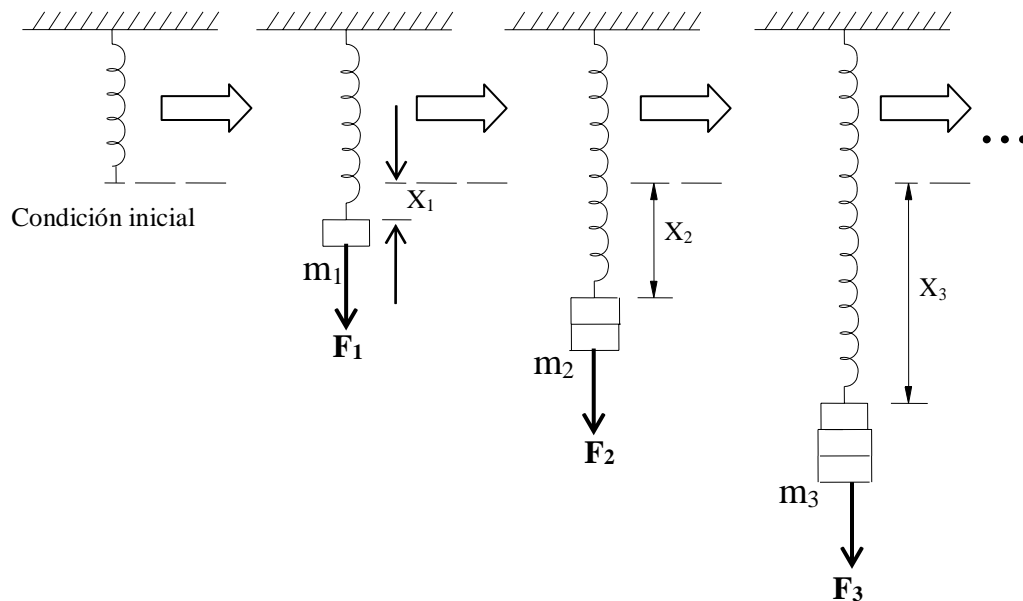 Condición inicial
X₁
m₁
F₁
X₂
m₂
F₂
X₃
m₃
F₃
...